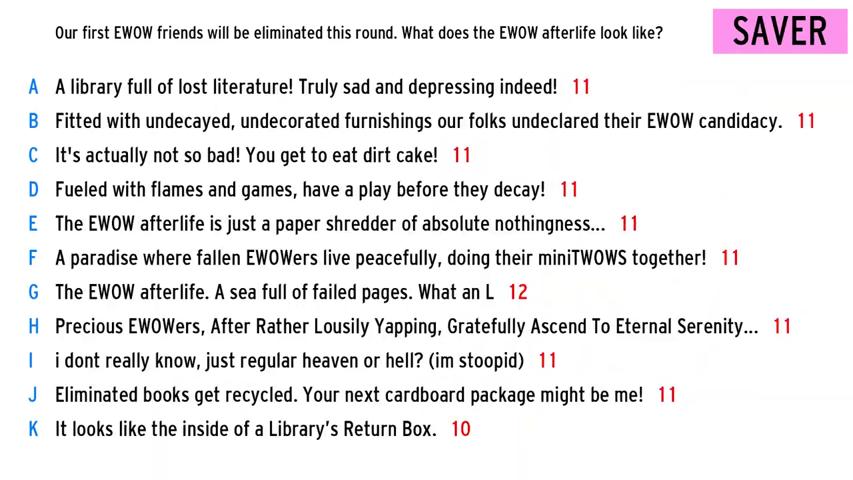 Our first EWOW friends will be eliminated this round. What does the EWOW afterlife look like?
SAVER
A A library full of lost literature! Truly sad and depressing indeed! 11
B Fitted with undecayed, undecorated furnishings our folks undeclared their EWOW candidacy. 11
C It's actually not so bad! You get to eat dirt cake! 11
D Fueled with flames and games, have a play before they decay! 11
E The EWOW afterlife is just a paper shredder of absolute nothingness... 11
F A paradise where fallen EWOWers live peacefully, doing their miniTWOWS together! 11
G The EWOW afterlife. A sea full of failed pages. What an L 12
H Precious EWOWers, After Rather Lousily Yapping, Gratefully Ascend To Eternal Serenity... 11
I i dont really know, just regular heaven or hell? (im stoopid) 11
J Eliminated books get recycled. Your next cardboard package might be me! 11
K It looks like the inside of a Library’s Return Box. 10